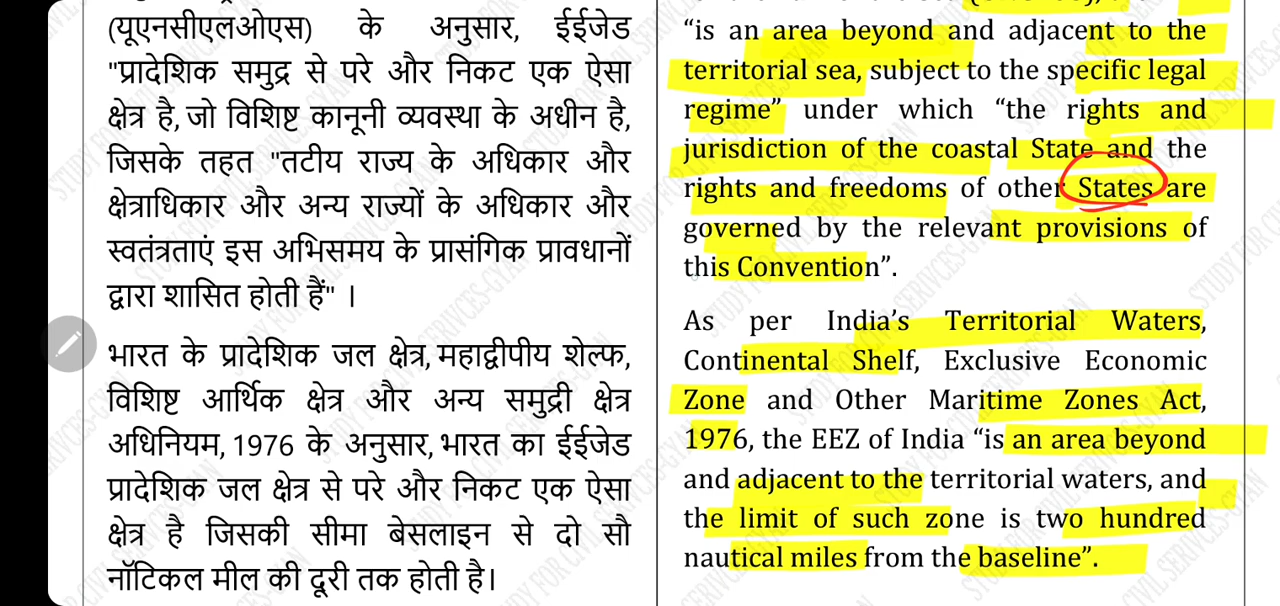 (यूएनसीएलओएस) के अनुसार, ईईजेड
"प्रादेशिक समुद्र से परे और निकट एक ऐसा
क्षेत्र है, जो विशिष्ट कानूनी व्यवस्था के अधीन है,
जिसके तहत "तटीय राज्य के अधिकार और
क्षेत्राधिकार और अन्य राज्यों के अधिकार और
स्वतंत्रताएं इस अभिसमय के प्रासंगिक प्रावधानों
द्वारा शासित होती हैं" ।
भारत के प्रादेशिक जल क्षेत्र, महाद्वीपीय शेल्फ,
विशिष्ट आर्थिक क्षेत्र और अन्य समुद्री क्षेत्र
अधिनियम, 1976 के अनुसार, भारत का ईईजेड
प्रादेशिक जल क्षेत्र से परे और निकट एक ऐसा
क्षेत्र है जिसकी सीमा बेसलाइन से दो सौ
नॉटिकल मील की दूरी तक होती है।
“is an area beyond and adjacent to the
territorial sea, subject to the specific legal
regime” under which “the rights and
jurisdiction of the coastal State and the
rights and freedoms of other States are
governed by the relevant provisions of
this Convention”.
As per India’s Territorial Waters,
Continental Shelf, Exclusive Economic
Zone and Other Maritime Zones Act,
1976, the EEZ of India “is an area beyond
and adjacent to the territorial waters, and
the limit of such zone is two hundred
nautical miles from the baseline”.